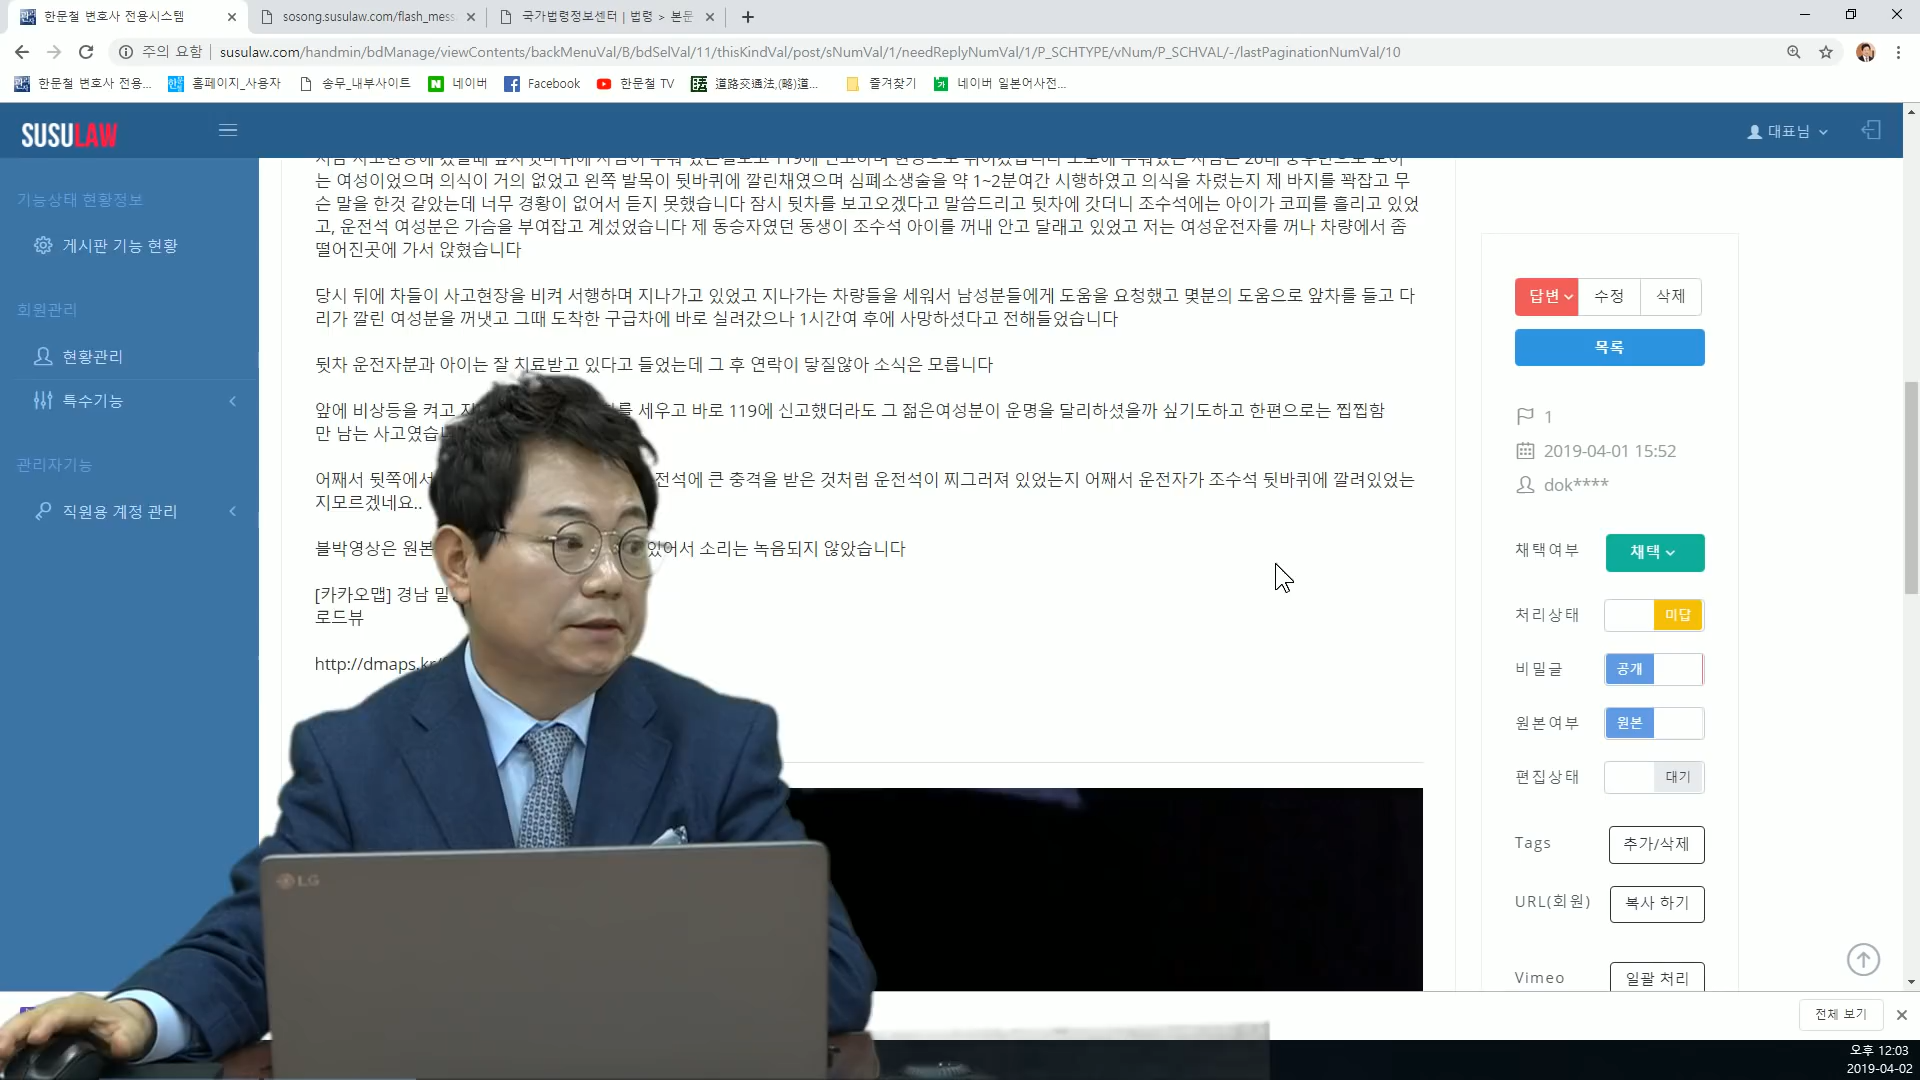 한문철 변호사 전용시스템
sosong.susulaw.com/flash_mess
국가법령정보센터 | 법령 > 본문
주의 요함
susulaw.com/handmin/bdManage/viewContents/backMenuVal/B/bdSelVal/11/thisKindVal/post/sNumVal/1/needReplyNumVal/1/P_SCHTYPE/vNum/P_SCHVAL/-/lastPaginationNumVal/10
한문철 변호사 전용...
홈페이지_사용자
송무_내부사이트
네이버
Facebook
한문철 TV
道路交通法,(略)道...
즐겨찾기
네이버 일본어사전...
SUSULAW
대표님
기능상태 현황정보
게시판 기능 현황
회원관리
현황관리
특수기능
관리자기능
직원용 계정 관리
는 여성이었으며 의식이 거의 없었고 왼쪽 발목이 뒷바퀴에 깔린채였으며 심폐소생술을 약 1~2분여간 시행하였고 의식을 차렸는지 제 바지를 꽉잡고 무
슨 말을 한것 같았는데 너무 경황이 없어서 듣지 못했습니다 잠시 뒷차를 보고오겠다고 말씀드리고 뒷차에 갓더니 조수석에는 아이가 코피를 흘리고 있었
고, 운전석 여성분은 가슴을 부여잡고 계섰었습니다 제 동승자였던 동생이 조수석 아이를 꺼내 안고 달래고 있었고 저는 여성운전자를 꺼나 차량에서 좀
떨어진곳에 가서 앉혔습니다
당시 뒤에 차들이 사고현장을 비켜 서행하며 지나가고 있었고 지나가는 차량들을 세워서 남성분들에게 도움을 요청했고 몇분의 도움으로 앞차를 들고 다
리가 깔린 여성분을 꺼냇고 그때 도착한 구급차에 바로 실려갔으나 1시간여 후에 사망하셨다고 전해들었습니다
뒷차 운전자분과 아이는 잘 치료받고 있다고 들었는데 그 후 연락이 닿질않아 소식은 모릅니다
앞에 비상등을 켜고 세우고 바로 119에 신고했더라도 그 젊은여성분이 운명을 달리하셨을까 싶기도하고 한편으로는 찝찝함
만 남는 사고였습
어째서 뒷쪽에서 전석에 큰 충격을 받은 것처럼 운전석이 찌그러져 있었는지 어째서 운전자가 조수석 뒷바퀴에 깔려있었는
지모르겠네요..
블박영상은 원본 있어서 소리는 녹음되지 않았습니다
[카카오맵] 경남 밀
로드뷰
http://dmaps.kr/
답변
수정
삭제
목록
1
2019-04-01 15:52
dok****
채택여부
채택
처리상태
미답
비밀글
공개
원본여부
원본
편집상태
대기
Tags
추가/삭제
URL(회원)
복사 하기
Vimeo
일괄 처리
LG
전체 보기
오후 12:03
2019-04-02